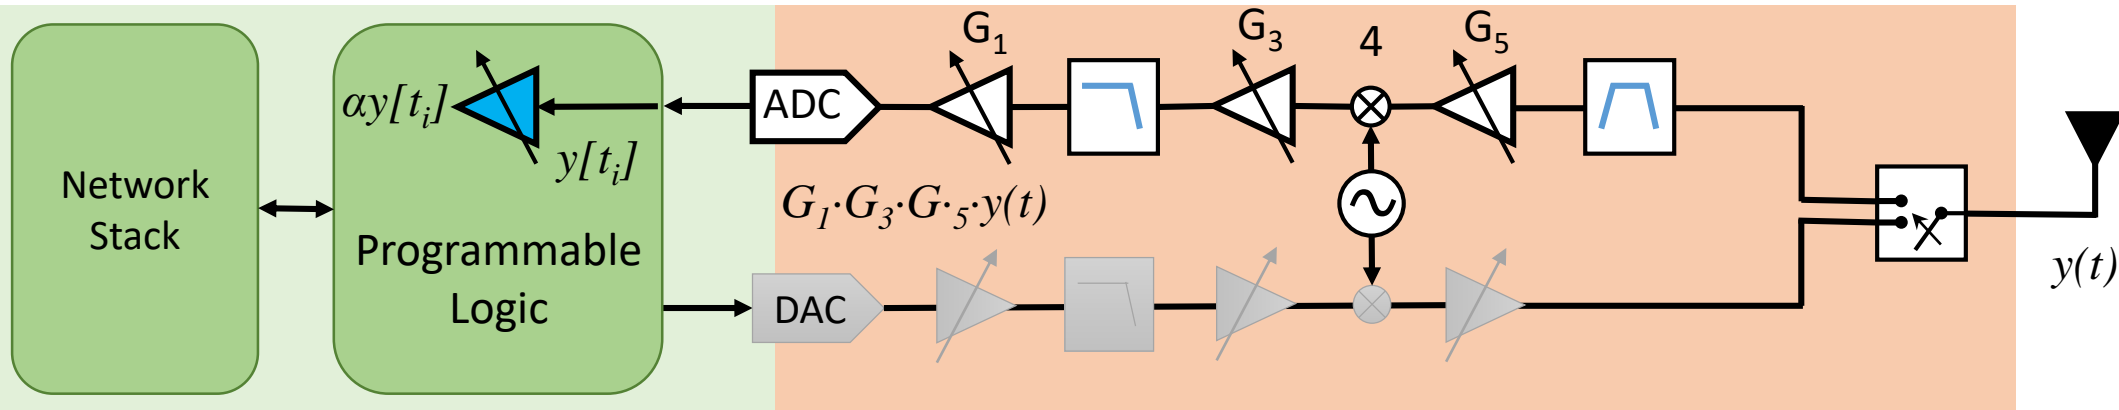 Network
Stack
αy[tᵢ]
y[tᵢ]
Programmable
Logic
ADC
G₁
G₃
4
G₅
G₁·G₃·G·₅·y(t)
DAC
y(t)